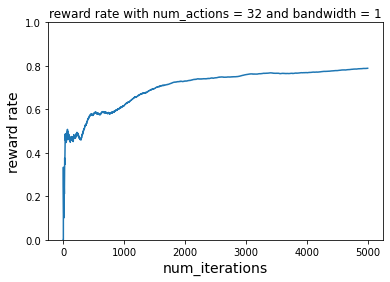 reward rate with num_actions = 32 and bandwidth = 1
1.0
0.8
0.6
0.4
0.2
0.0
reward rate
0 1000 2000 3000 4000 5000
num_iterations